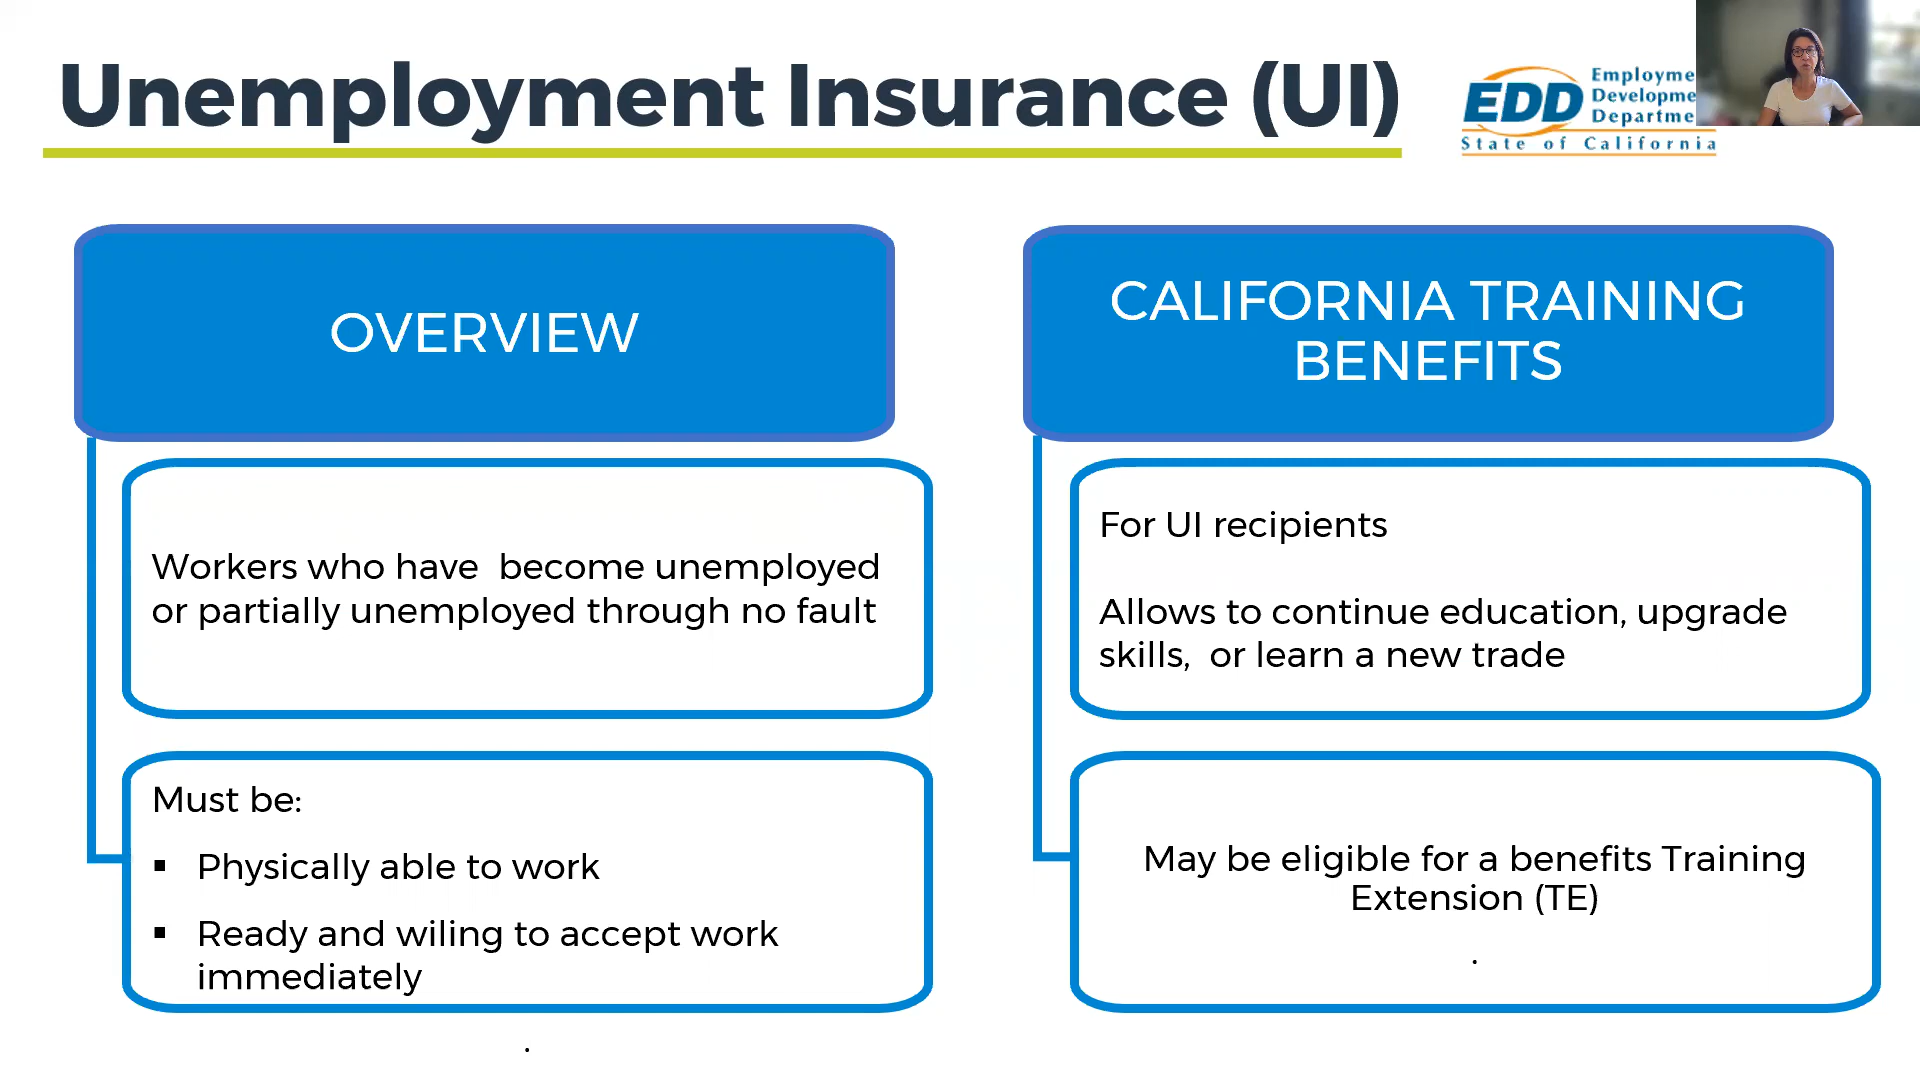 Unemployment Insurance (UI)
EDD
Employme
Developme
Departme
State of California
OVERVIEW
Workers who have  become unemployed
or partially unemployed through no fault
Must be:
▪ Physically able to work
▪ Ready and wiling to accept work
immediately
.
CALIFORNIA TRAINING
BENEFITS
For UI recipients
Allows to continue education, upgrade
skills,  or learn a new trade
May be eligible for a benefits Training
Extension (TE)
.